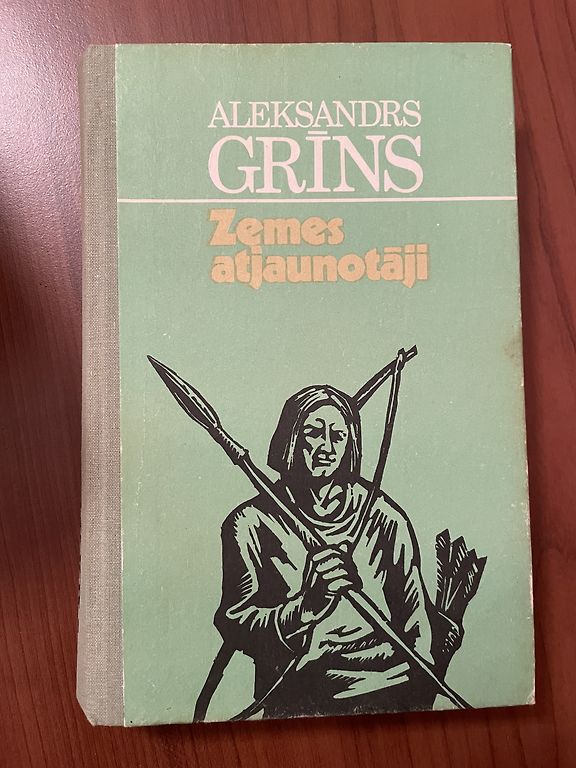 ALEKSANDRS
GRĪNS
Zemes
atjaunotāji